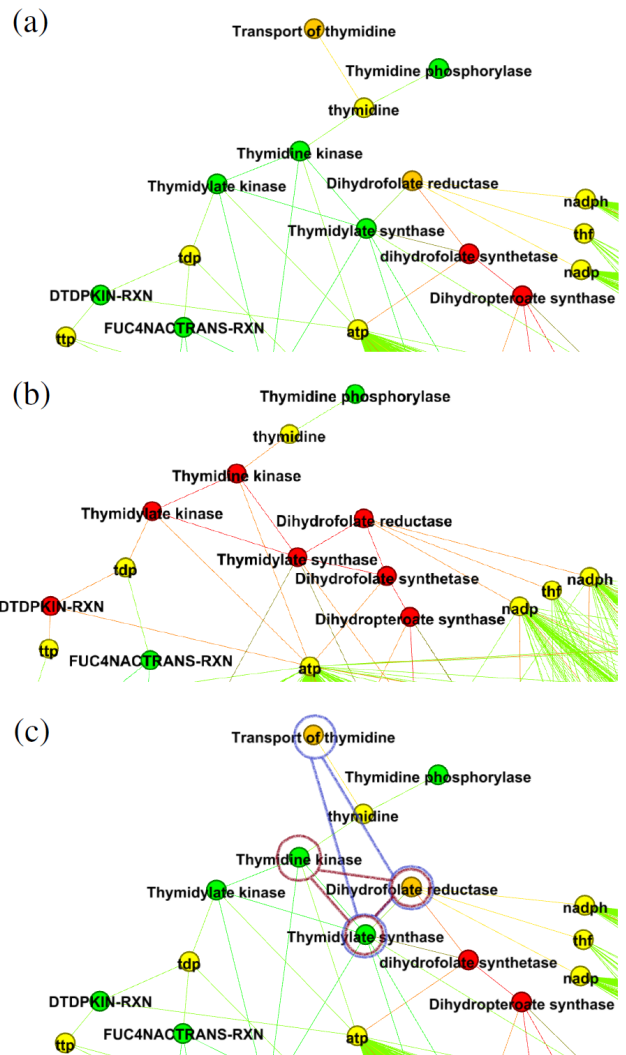 (a)
Transport of thymidine
Thymidine phosphorylase
thymidine
Thymidine kinase
Thymidylate kinase
Dihydrofolate reductase
nadph
Thymidylate synthase
thf
tdp
dihydrofolate synthetase
nadp
DTDPKIN-RXN
Dihydropteroate synthase
FUC4NACTRANS-RXN
ttp
atp
(b)
Thymidine phosphorylase
thymidine
Thymidine kinase
Thymidylate kinase
Dihydrofolate reductase
Thymidylate synthase
tdp
Dihydrofolate synthetase
nadph
thf
DTDPKIN-RXN
nadp
Dihydropteroate synthase
ttp
FUC4NACTRANS-RXN
atp
(c)
Transport of thymidine
Thymidine phosphorylase
thymidine
Thymidine kinase
Thymidylate kinase
Dihydrofolate reductase
nadph
Thymidylate synthase
thf
tdp
dihydrofolate synthetase
nadp
DTDPKIN-RXN
Dihydropteroate synthase
FUC4NACTRANS-RXN
ttp
atp